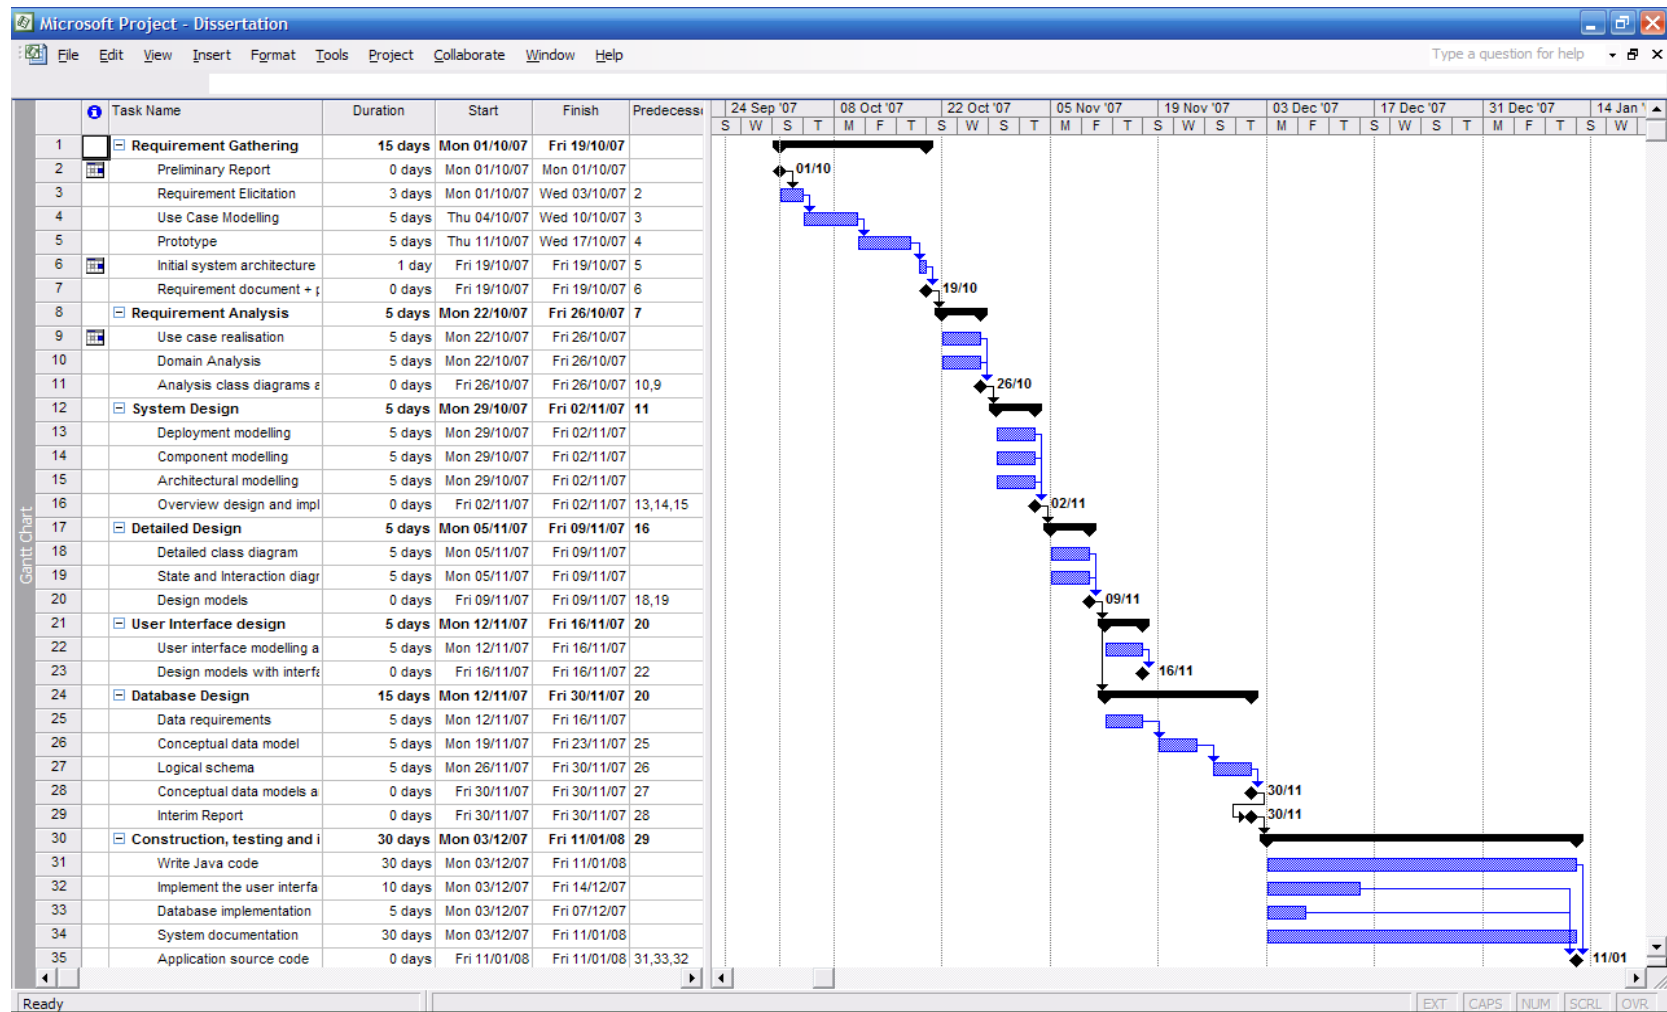 Microsoft Project - Dissertation
File Edit View Insert Format Tools Project Collaborate Window Help Type a question for help
Task Name Duration Start Finish Predecess 24 Sep '07 08 Oct '07 22 Oct '07 05 Nov '07 19 Nov '07 03 Dec '07 17 Dec '07 31 Dec '07 14 Jan '
S W S T M F T S W S T M F T S W S T M F T S W S T M F T S W
1 Requirement Gathering 15 days Mon 01/10/07 Fri 19/10/07
2 Preliminary Report 0 days Mon 01/10/07 Mon 01/10/07 01/10
3 Requirement Elicitation 3 days Mon 01/10/07 Wed 03/10/07 2
4 Use Case Modelling 5 days Thu 04/10/07 Wed 10/10/07 3
5 Prototype 5 days Thu 11/10/07 Wed 17/10/07 4
6 Initial system architecture 1 day Fri 19/10/07 Fri 19/10/07 5
7 Requirement document + 0 days Fri 19/10/07 Fri 19/10/07 6 19/10
8 Requirement Analysis 5 days Mon 22/10/07 Fri 26/10/07 7
9 Use case realisation 5 days Mon 22/10/07 Fri 26/10/07
10 Domain Analysis 5 days Mon 22/10/07 Fri 26/10/07
11 Analysis class diagrams a 0 days Fri 26/10/07 Fri 26/10/07 10,9 26/10
12 System Design 5 days Mon 29/10/07 Fri 02/11/07 11
13 Deployment modelling 5 days Mon 29/10/07 Fri 02/11/07
14 Component modelling 5 days Mon 29/10/07 Fri 02/11/07
15 Architectural modelling 5 days Mon 29/10/07 Fri 02/11/07
16 Overview design and impl 0 days Fri 02/11/07 Fri 02/11/07 13,14,15 02/11
17 Detailed Design 5 days Mon 05/11/07 Fri 09/11/07 16
18 Detailed class diagram 5 days Mon 05/11/07 Fri 09/11/07
19 State and Interaction diagr 5 days Mon 05/11/07 Fri 09/11/07
20 Design models 0 days Fri 09/11/07 Fri 09/11/07 18,19 09/11
21 User Interface design 5 days Mon 12/11/07 Fri 16/11/07 20
22 User interface modelling a 5 days Mon 12/11/07 Fri 16/11/07
23 Design models with interfa 0 days Fri 16/11/07 Fri 16/11/07 22 16/11
24 Database Design 15 days Mon 12/11/07 Fri 30/11/07 20
25 Data requirements 5 days Mon 12/11/07 Fri 16/11/07
26 Conceptual data model 5 days Mon 19/11/07 Fri 23/11/07 25
27 Logical schema 5 days Mon 26/11/07 Fri 30/11/07 26
28 Conceptual data models a 0 days Fri 30/11/07 Fri 30/11/07 27 30/11
29 Interim Report 0 days Fri 30/11/07 Fri 30/11/07 28 30/11
30 Construction, testing and i 30 days Mon 03/12/07 Fri 11/01/08 29
31 Write Java code 30 days Mon 03/12/07 Fri 11/01/08
32 Implement the user interfa 10 days Mon 03/12/07 Fri 14/12/07
33 Database implementation 5 days Mon 03/12/07 Fri 07/12/07
34 System documentation 30 days Mon 03/12/07 Fri 11/01/08
35 Application source code 0 days Fri 11/01/08 Fri 11/01/08 31,33,32 11/01
Gantt Chart
Ready EXT CAPS NUM SCRL OVR